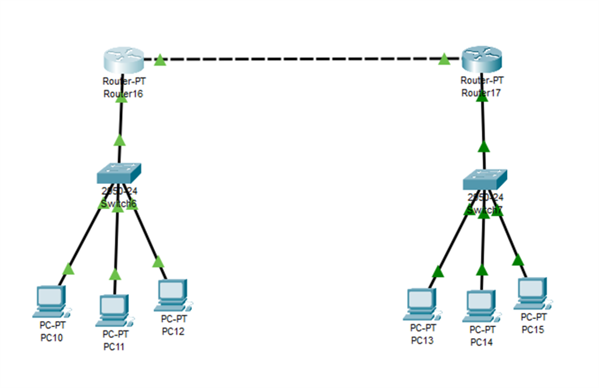 Router-PT
Router16
Router-PT
Router17
2950-24
Switch6
2950-24
Switch7
PC-PT
PC10
PC-PT
PC11
PC-PT
PC12
PC-PT
PC13
PC-PT
PC14
PC-PT
PC15